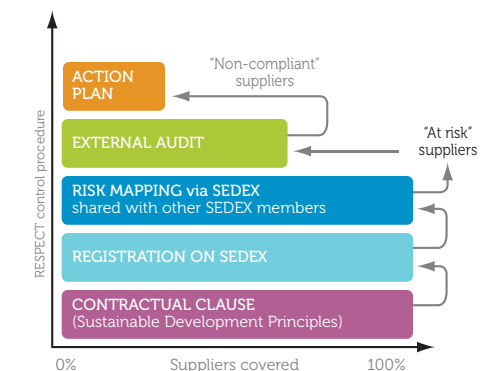 "Non-compliant"
suppliers
ACTION
PLAN
EXTERNAL AUDIT
"At risk"
suppliers
RISK MAPPING via SEDEX
shared with other SEDEX members
REGISTRATION ON SEDEX
CONTRACTUAL CLAUSE
(Sustainable Development Principles)
RESPECT control procedure
0%
Suppliers covered
100%